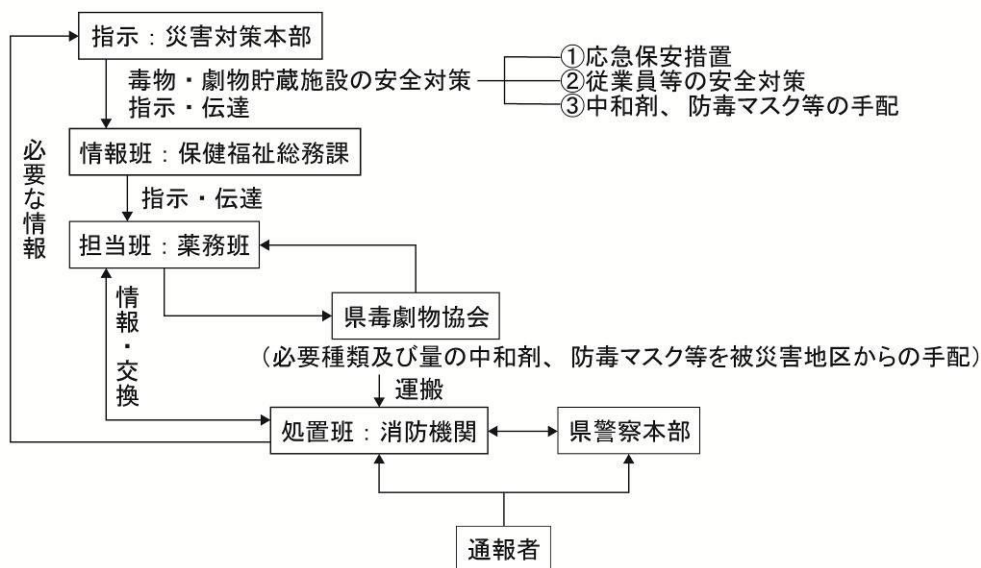 指示：災害対策本部
毒物・劇物貯蔵施設の安全対策
①応急保安措置
②従業員等の安全対策
③中和剤、防毒マスク等の手配
指示・伝達
必要な情報
情報班：保健福祉総務課
指示・伝達
担当班：薬務班
情報・交換
県毒劇物協会
（必要種類及び量の中和剤、防毒マスク等を被災害地区からの手配）
運搬
処置班：消防機関
県警察本部
通報者